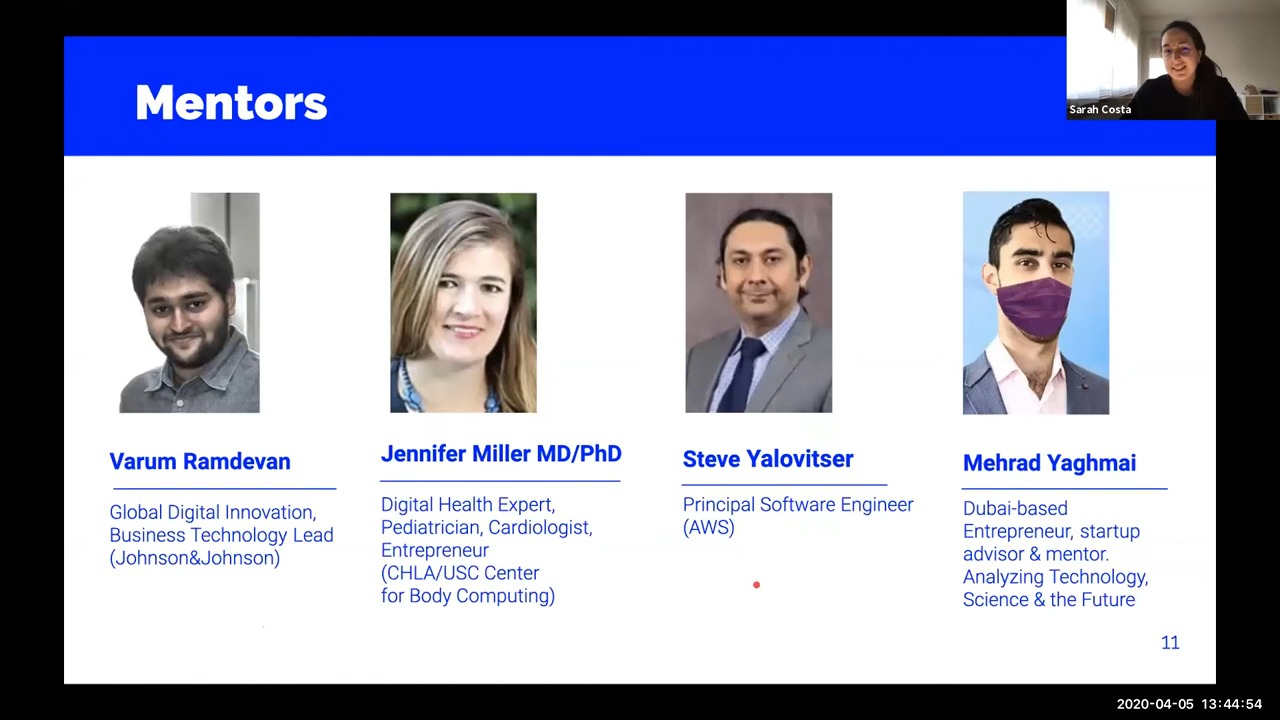 Mentors
Sarah Costa
Varum Ramdevan
Global Digital Innovation,
Business Technology Lead
(Johnson&Johnson)
Jennifer Miller MD/PhD
Digital Health Expert,
Pediatrician, Cardiologist,
Entrepreneur
(CHLA/USC Center
for Body Computing)
Steve Yalovitser
Principal Software Engineer
(AWS)
Mehrad Yaghmai
Dubai-based
Entrepreneur, startup
advisor & mentor.
Analyzing Technology,
Science & the Future
11
2020-04-05 13:44:54